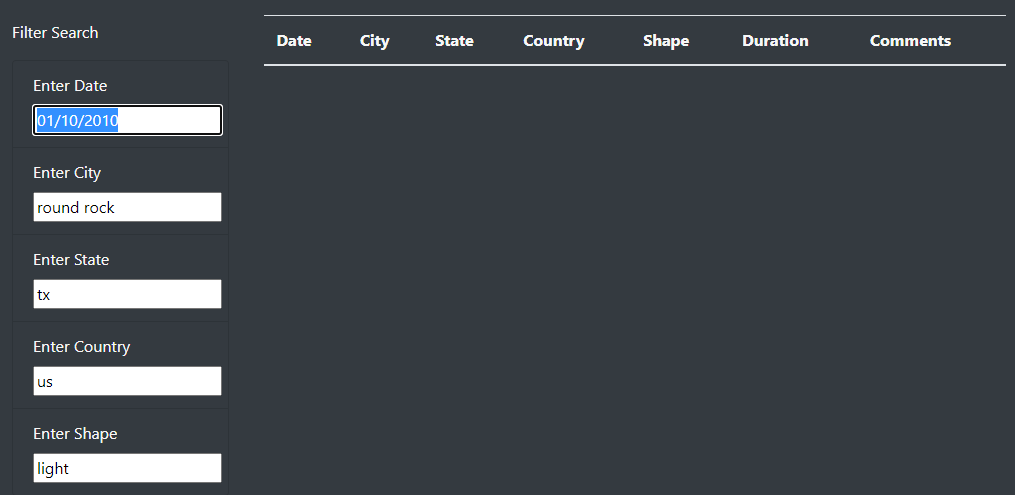 Filter Search
Enter Date
01/10/2010
Enter City
round rock
Enter State
tx
Enter Country
us
Enter Shape
light
Date City State Country Shape Duration Comments